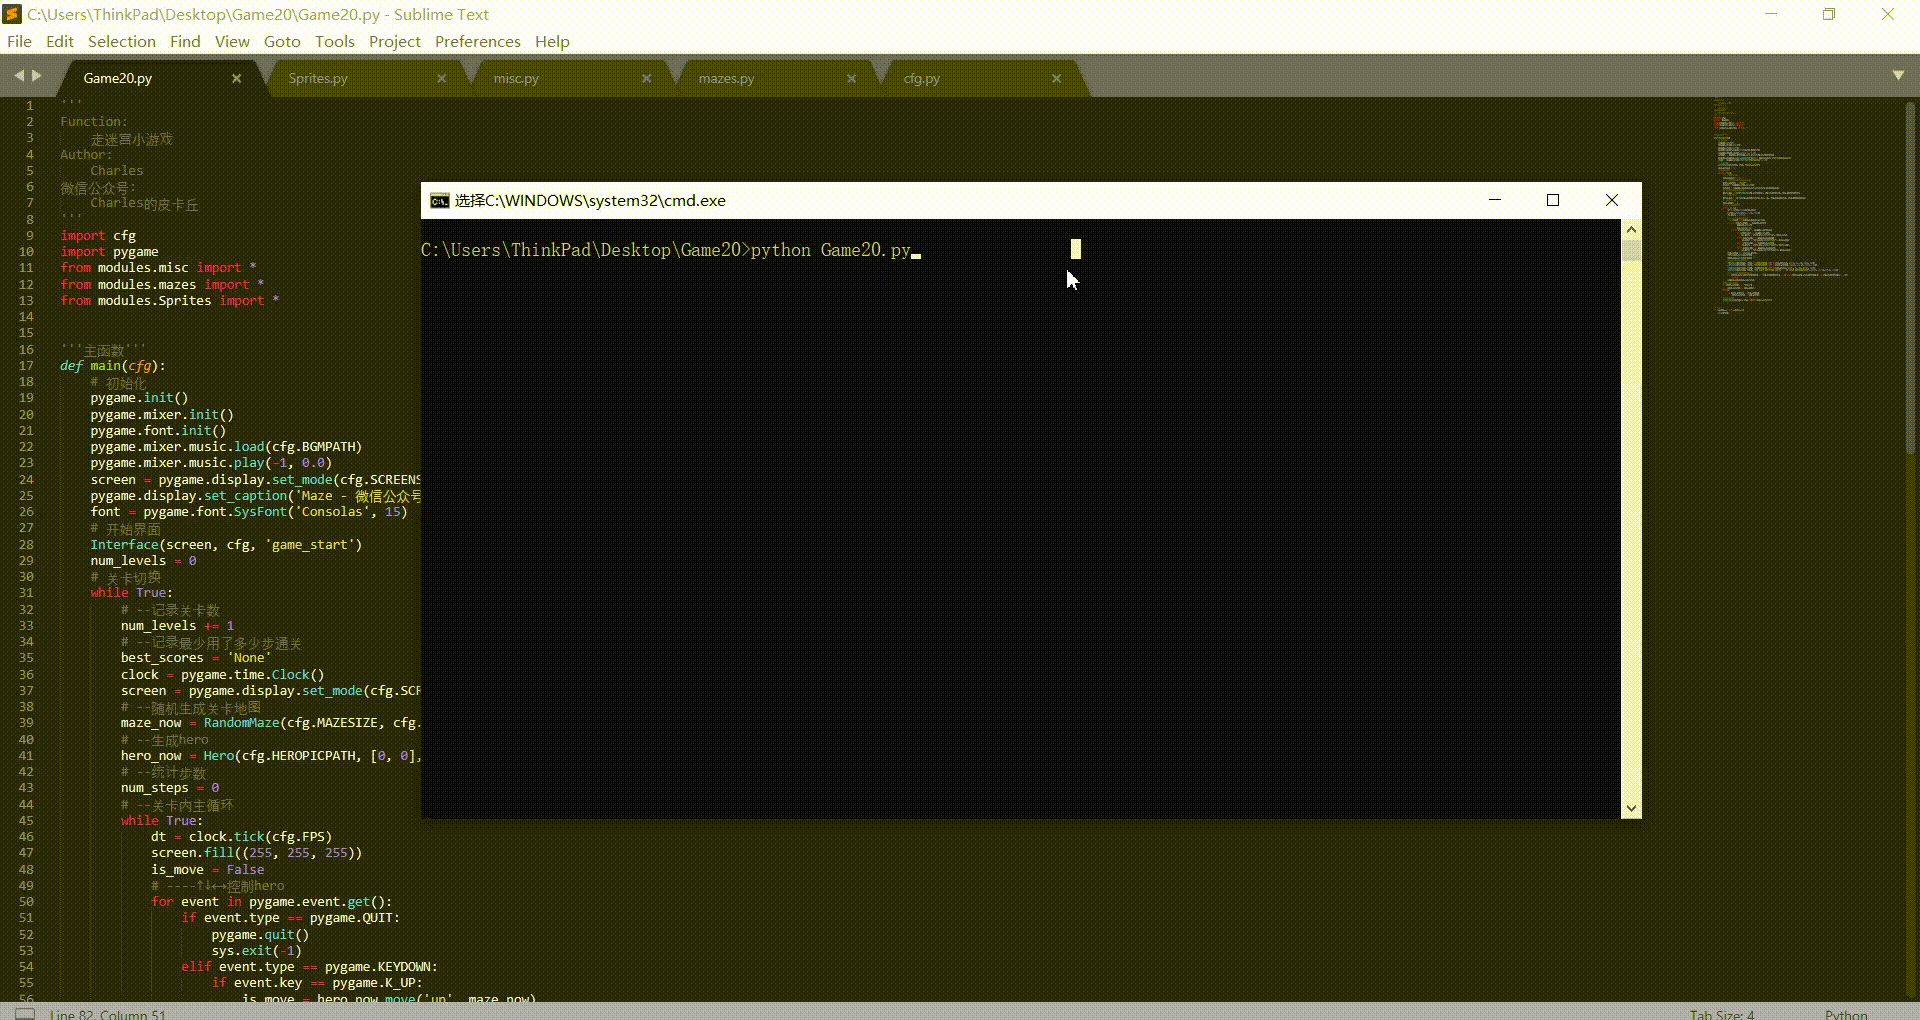 C:\Users\ThinkPad\Desktop\Game20\Game20.py - Sublime Text
File Edit Selection Find View Goto Tools Project Preferences Help
Game20.py Sprites.py misc.py mazes.py cfg.py
1 '''
2 Function:
3 走迷宫小游戏
4 Author:
5 Charles
6 微信公众号:
7 Charles的皮卡丘
8 '''
9 import cfg
10 import pygame
11 from modules.misc import *
12 from modules.mazes import *
13 from modules.Sprites import *
14
15
16 '''主函数'''
17 def main(cfg):
18 # 初始化
19 pygame.init()
20 pygame.mixer.init()
21 pygame.font.init()
22 pygame.mixer.music.load(cfg.BGMPATH)
23 pygame.mixer.music.play(-1, 0.0)
24 screen = pygame.display.set_mode(cfg.SCREENS
25 pygame.display.set_caption('Maze - 微信公众号
26 font = pygame.font.SysFont('Consolas', 15)
27 # 开始界面
28 Interface(screen, cfg, 'game_start')
29 num_levels = 0
30 # 关卡切换
31 while True:
32 # --记录关卡数
33 num_levels += 1
34 # --记录最少用了多少步通关
35 best_scores = 'None'
36 clock = pygame.time.Clock()
37 screen = pygame.display.set_mode(cfg.SCR
38 # --随机生成关卡地图
39 maze_now = RandomMaze(cfg.MAZESIZE, cfg.
40 # --生成hero
41 hero_now = Hero(cfg.HEROPICPATH, [0, 0],
42 # --统计步数
43 num_steps = 0
44 # --关卡内主循环
45 while True:
46 dt = clock.tick(cfg.FPS)
47 screen.fill((255, 255, 255))
48 is_move = False
49 # ----↑↓↔控制hero
50 for event in pygame.event.get():
51 if event.type == pygame.QUIT:
52 pygame.quit()
53 sys.exit(-1)
54 elif event.type == pygame.KEYDOWN:
55 if event.key == pygame.K_UP:
56 is_move = hero_now.move('up', maze_now)
选择C:\WINDOWS\system32\cmd.exe
C:\Users\ThinkPad\Desktop\Game20>python Game20.py
Line 82, Column 51 Tab Size: 4 Python